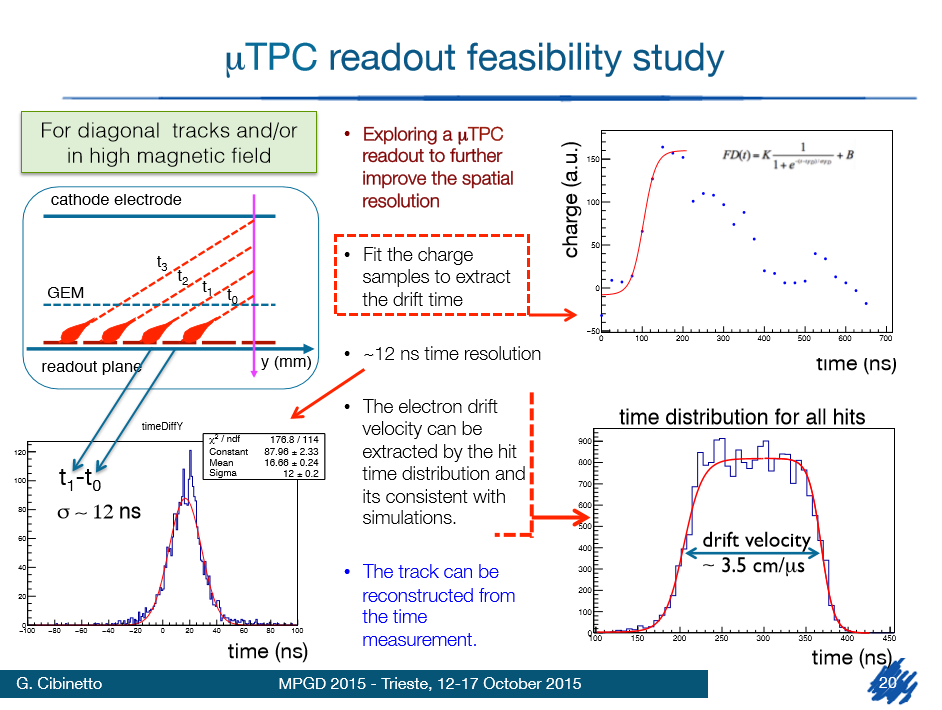 μTPC readout feasibility study
For diagonal tracks and/or
in high magnetic field
cathode electrode
t3
t2
t1
t0
GEM
readout plane
y (mm)
• Exploring a μTPC
readout to further
improve the spatial
resolution
• Fit the charge
samples to extract
the drift time
• ~12 ns time resolution
• The electron drift
velocity can be
extracted by the hit
time distribution and
its consistent with
simulations.
• The track can be
reconstructed from
the time
measurement.
charge (a.u.)
150
100
50
0
−50
0 100 200 300 400 500 600 700
time (ns)
timeDiffY
χ² / ndf 176.8 / 114
Constant 87.96 ± 2.33
Mean 16.66 ± 0.24
Sigma 12 ± 0.2
t1-t0
σ ~ 12 ns
120
100
80
60
40
20
0
−100 −80 −60 −40 −20 0 20 40 60 80 100
time (ns)
time distribution for all hits
900
800
700
600
500
400
300
200
100
0
100 150 200 250 300 350 400 450
drift velocity
~ 3.5 cm/μs
time (ns)
G. Cibinetto
MPGD 2015 - Trieste, 12-17 October 2015
20